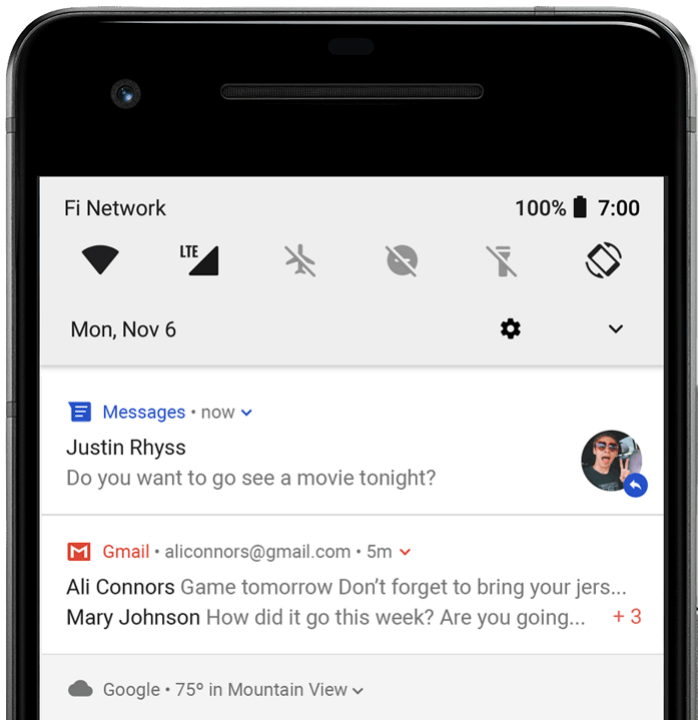 Fi Network 100% 7:00
LTE
Mon, Nov 6
Messages • now
Justin Rhyss
Do you want to go see a movie tonight?
Gmail • aliconnors@gmail.com • 5m
Ali Connors Game tomorrow Don’t forget to bring your jers...
Mary Johnson How did it go this week? Are you going... + 3
Google • 75º in Mountain View